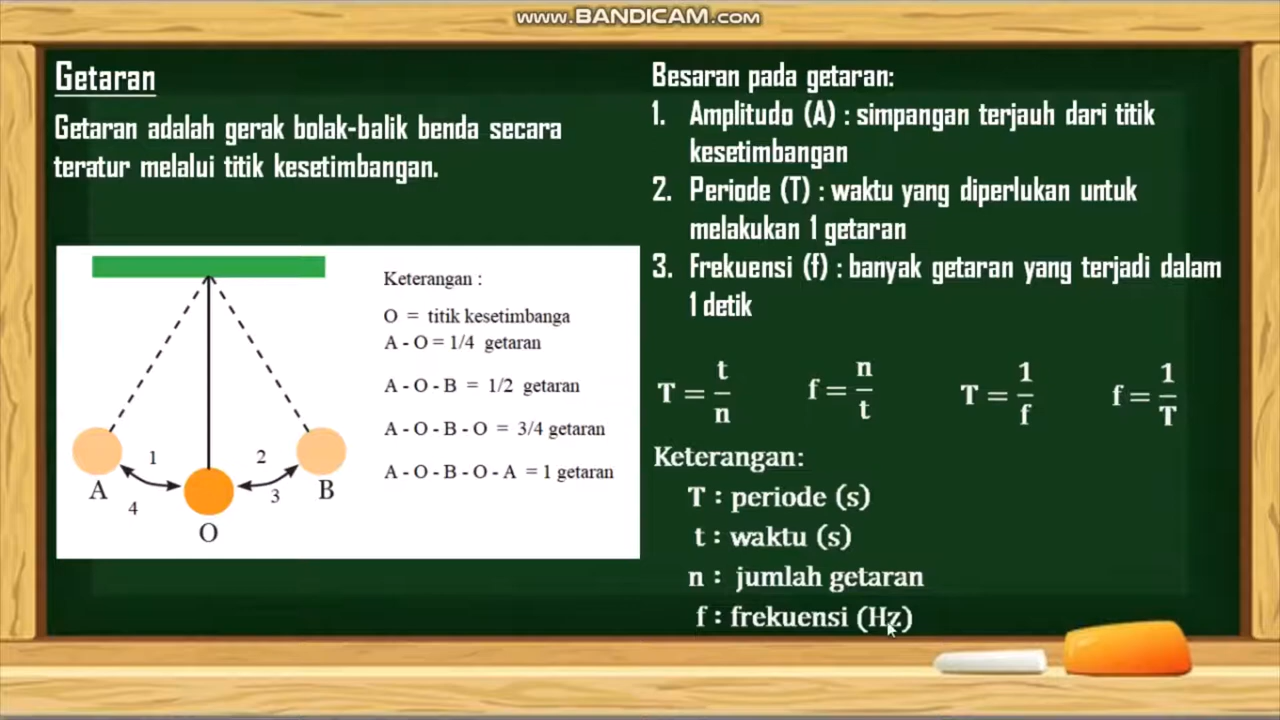 www.BANDICAM.com
Getaran
Getaran adalah gerak bolak-balik benda secara
teratur melalui titik kesetimbangan.
Keterangan :
O = titik kesetimbanga
A - O = 1/4 getaran
A - O - B = 1/2 getaran
A - O - B - O = 3/4 getaran
A - O - B - O - A = 1 getaran
1
2
A
4
3
B
O
Besaran pada getaran:
1. Amplitudo (A) : simpangan terjauh dari titik
kesetimbangan
2. Periode (T) : waktu yang diperlukan untuk
melakukan 1 getaran
3. Frekuensi (f) : banyak getaran yang terjadi dalam
1 detik
T = t/n f = n/t T = 1/f f = 1/T
Keterangan:
T : periode (s)
t : waktu (s)
n : jumlah getaran
f : frekuensi (Hz)